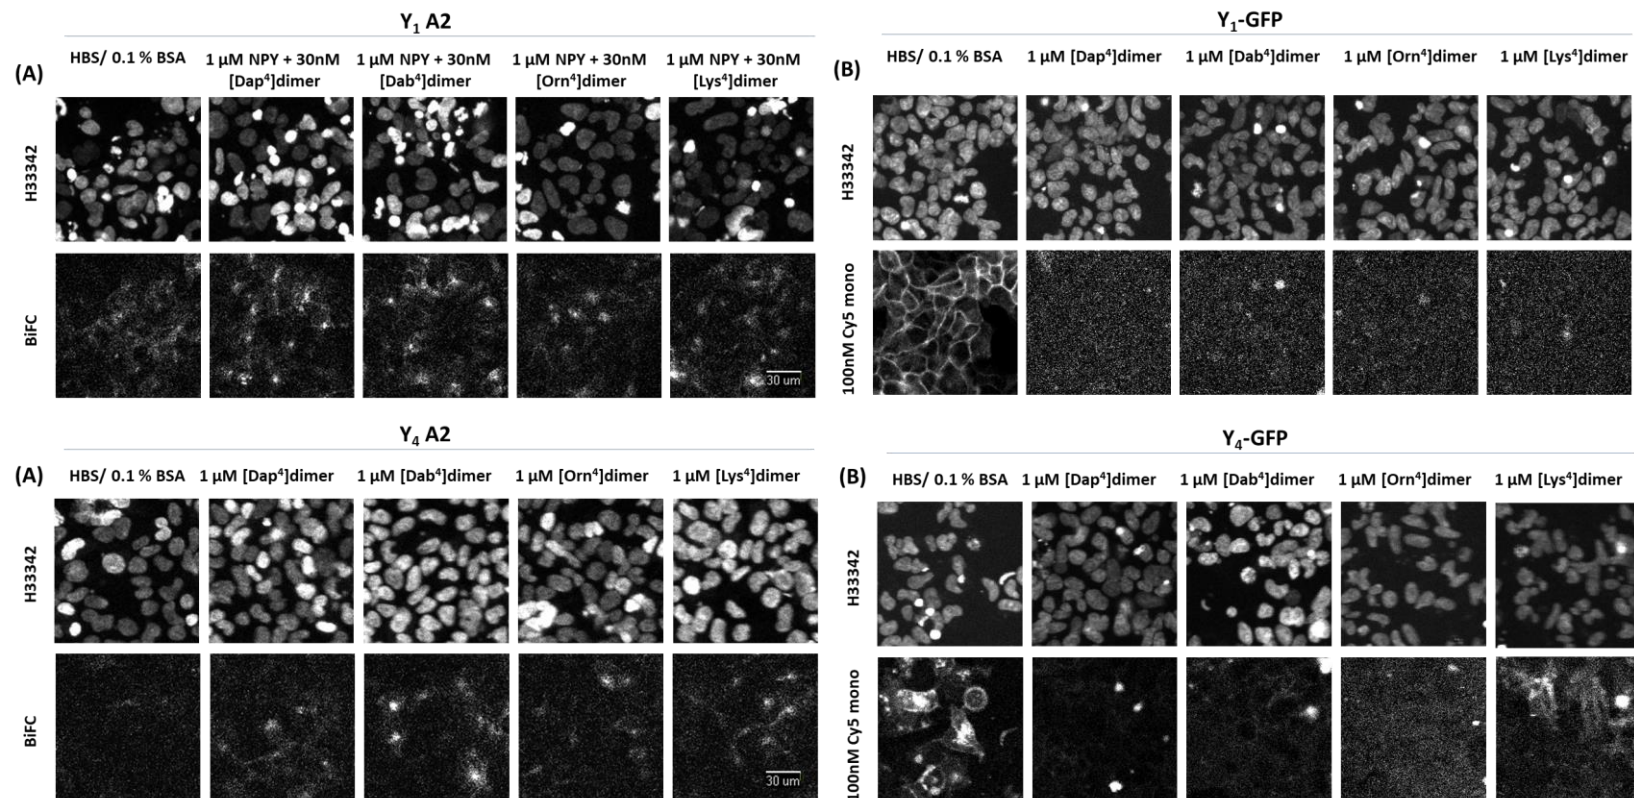 Y₁ A2
(A)
HBS/ 0.1 % BSA
1 µM NPY + 30nM
[Dap⁴]dimer
1 µM NPY + 30nM
[Dab⁴]dimer
1 µM NPY + 30nM
[Orn⁴]dimer
1 µM NPY + 30nM
[Lys⁴]dimer
H33342
BiFC
30 um
Y₁-GFP
(B)
HBS/ 0.1 % BSA
1 µM [Dap⁴]dimer
1 µM [Dab⁴]dimer
1 µM [Orn⁴]dimer
1 µM [Lys⁴]dimer
H33342
100nM Cy5 mono
Y₄ A2
(A)
HBS/ 0.1 % BSA
1 µM [Dap⁴]dimer
1 µM [Dab⁴]dimer
1 µM [Orn⁴]dimer
1 µM [Lys⁴]dimer
H33342
BiFC
30 um
Y₄-GFP
(B)
HBS/ 0.1 % BSA
1 µM [Dap⁴]dimer
1 µM [Dab⁴]dimer
1 µM [Orn⁴]dimer
1 µM [Lys⁴]dimer
H33342
100nM Cy5 mono